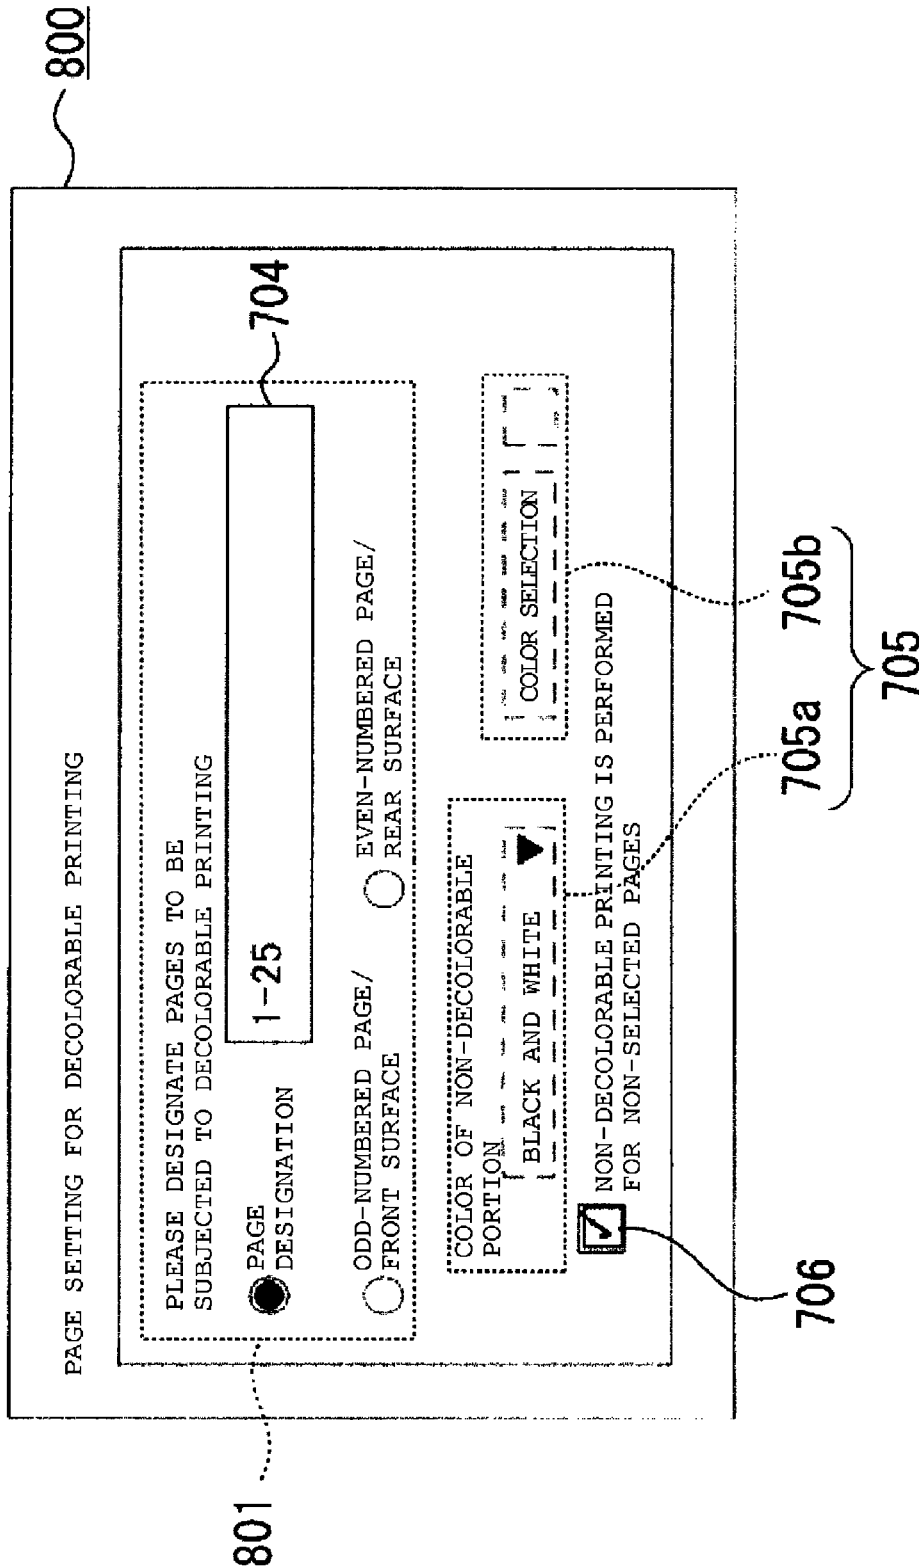 800
PAGE SETTING FOR DECOLORABLE PRINTING
801
PLEASE DESIGNATE PAGES TO BE
SUBJECTED TO DECOLORABLE PRINTING
PAGE
DESIGNATION
1-25
704
ODD-NUMBERED PAGE/
FRONT SURFACE
EVEN-NUMBERED PAGE/
REAR SURFACE
COLOR OF NON-DECOLORABLE
PORTION
BLACK AND WHITE
COLOR SELECTION
NON-DECOLORABLE PRINTING IS PERFORMED
FOR NON-SELECTED PAGES
706
705a
705b
705